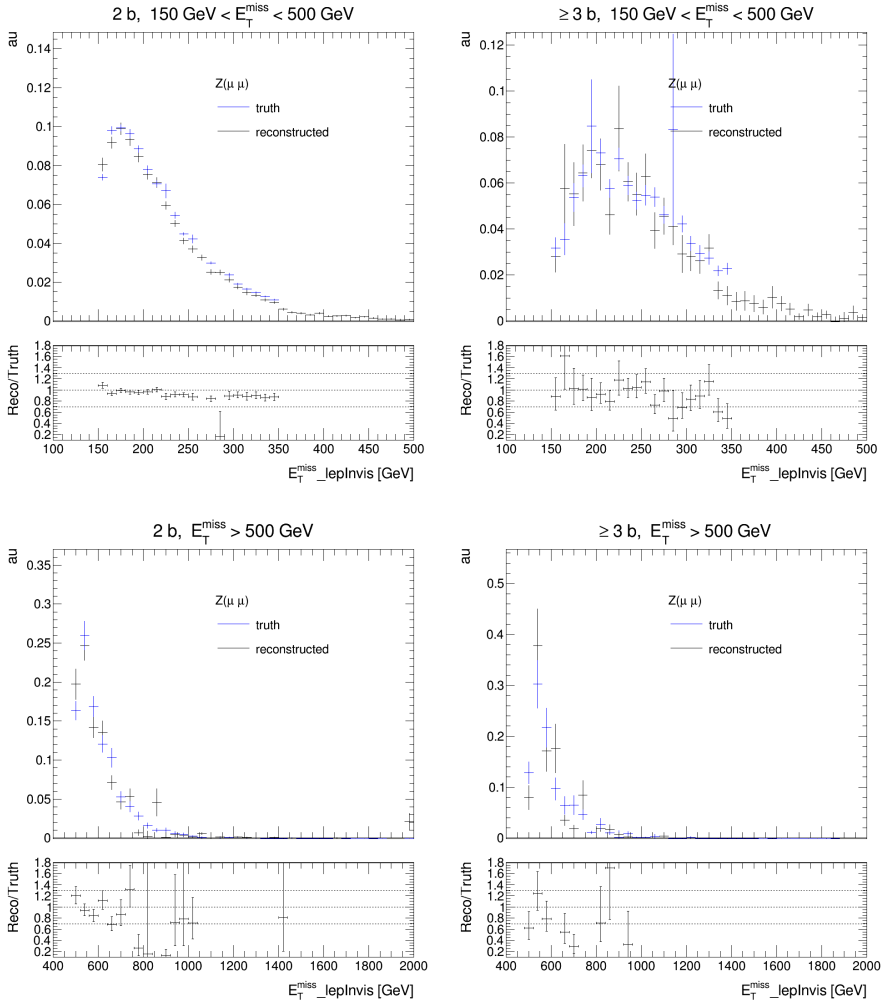 2 b, 150 GeV < E_T^miss < 500 GeV
au
0.14
0.12
0.1
0.08
0.06
0.04
0.02
0
Z(μ μ)
truth
reconstructed
Reco/Truth
1.8
1.6
1.4
1.2
1
0.8
0.6
0.4
0.2
100 150 200 250 300 350 400 450 500
E_T^miss_lepInvis [GeV]
≥ 3 b, 150 GeV < E_T^miss < 500 GeV
au
0.12
0.1
0.08
0.06
0.04
0.02
0
Z(μ μ)
truth
reconstructed
Reco/Truth
1.8
1.6
1.4
1.2
1
0.8
0.6
0.4
0.2
100 150 200 250 300 350 400 450 500
E_T^miss_lepInvis [GeV]
2 b, E_T^miss > 500 GeV
au
0.35
0.3
0.25
0.2
0.15
0.1
0.05
0
Z(μ μ)
truth
reconstructed
Reco/Truth
1.8
1.6
1.4
1.2
1
0.8
0.6
0.4
0.2
400 600 800 1000 1200 1400 1600 1800 2000
E_T^miss_lepInvis [GeV]
≥ 3 b, E_T^miss > 500 GeV
au
0.5
0.4
0.3
0.2
0.1
0
Z(μ μ)
truth
reconstructed
Reco/Truth
1.8
1.6
1.4
1.2
1
0.8
0.6
0.4
0.2
400 600 800 1000 1200 1400 1600 1800 2000
E_T^miss_lepInvis [GeV]